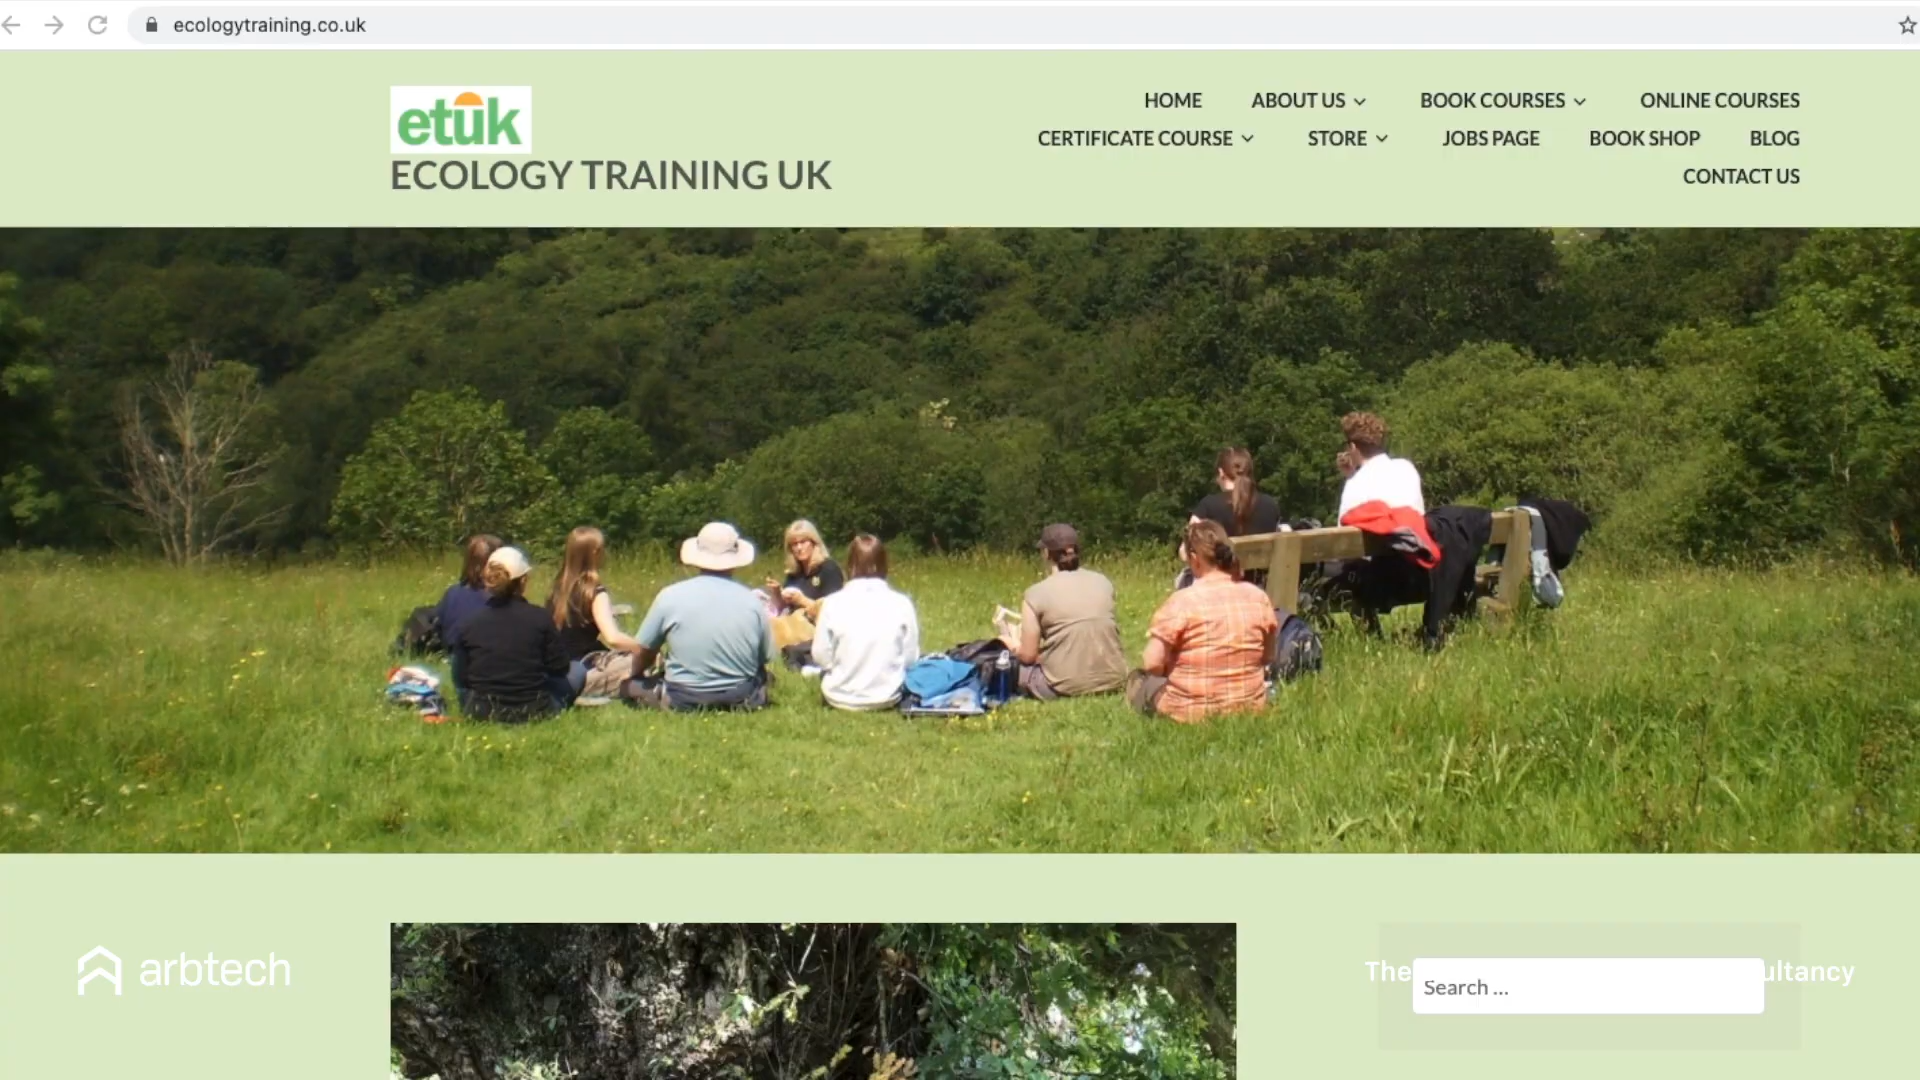 ecologytraining.co.uk
etuk
ECOLOGY TRAINING UK
HOME ABOUT US BOOK COURSES ONLINE COURSES
CERTIFICATE COURSE STORE JOBS PAGE BOOK SHOP BLOG
CONTACT US
arbtech
The
Search ...
ultancy